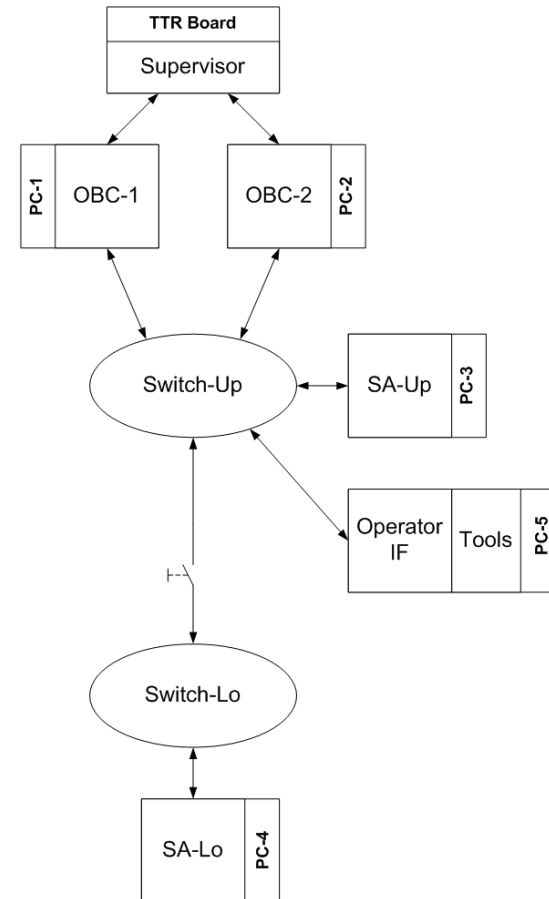 TTR Board
Supervisor
PC-1
OBC-1
OBC-2
PC-2
Switch-Up
SA-Up
PC-3
Operator
IF
Tools
PC-5
Switch-Lo
SA-Lo
PC-4